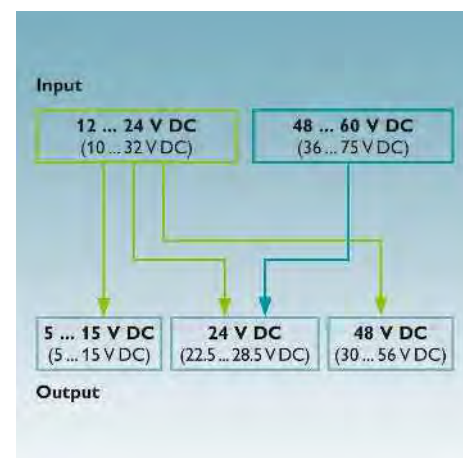 Input
12 ... 24 V DC
(10 ... 32 V DC)
48 ... 60 V DC
(36 ... 75 V DC)
5 ... 15 V DC
(5 ... 15 V DC)
24 V DC
(22.5 ... 28.5 V DC)
48 V DC
(30 ... 56 V DC)
Output